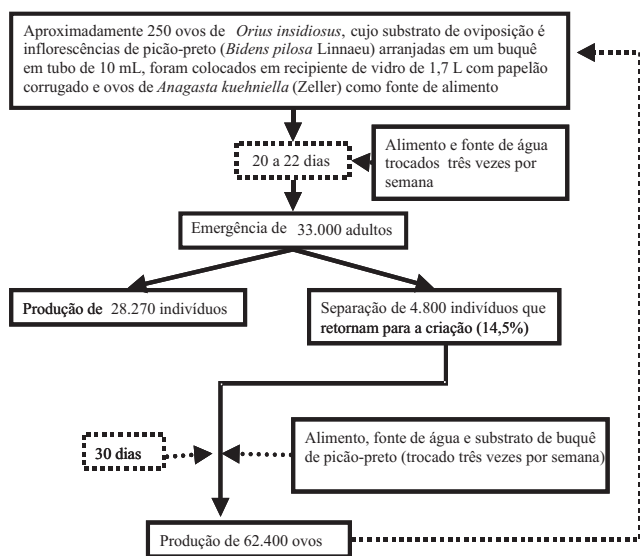 Aproximadamente 250 ovos de Orius insidiosus, cujo substrato de oviposição é
inflorescências de picão-preto (Bidens pilosa Linnaeu) arranjadas em um buquê
em tubo de 10 mL, foram colocados em recipiente de vidro de 1,7 L com papelão
corrugado e ovos de Anagasta kuehniella (Zeller) como fonte de alimento
20 a 22 dias
Alimento e fonte de água
trocados três vezes por
semana
Emergência de 33.000 adultos
Produção de 28.270 indivíduos
Separação de 4.800 indivíduos que
retornam para a criação (14,5%)
30 dias
Alimento, fonte de água e substrato de buquê
de picão-preto (trocado três vezes por semana)
Produção de 62.400 ovos